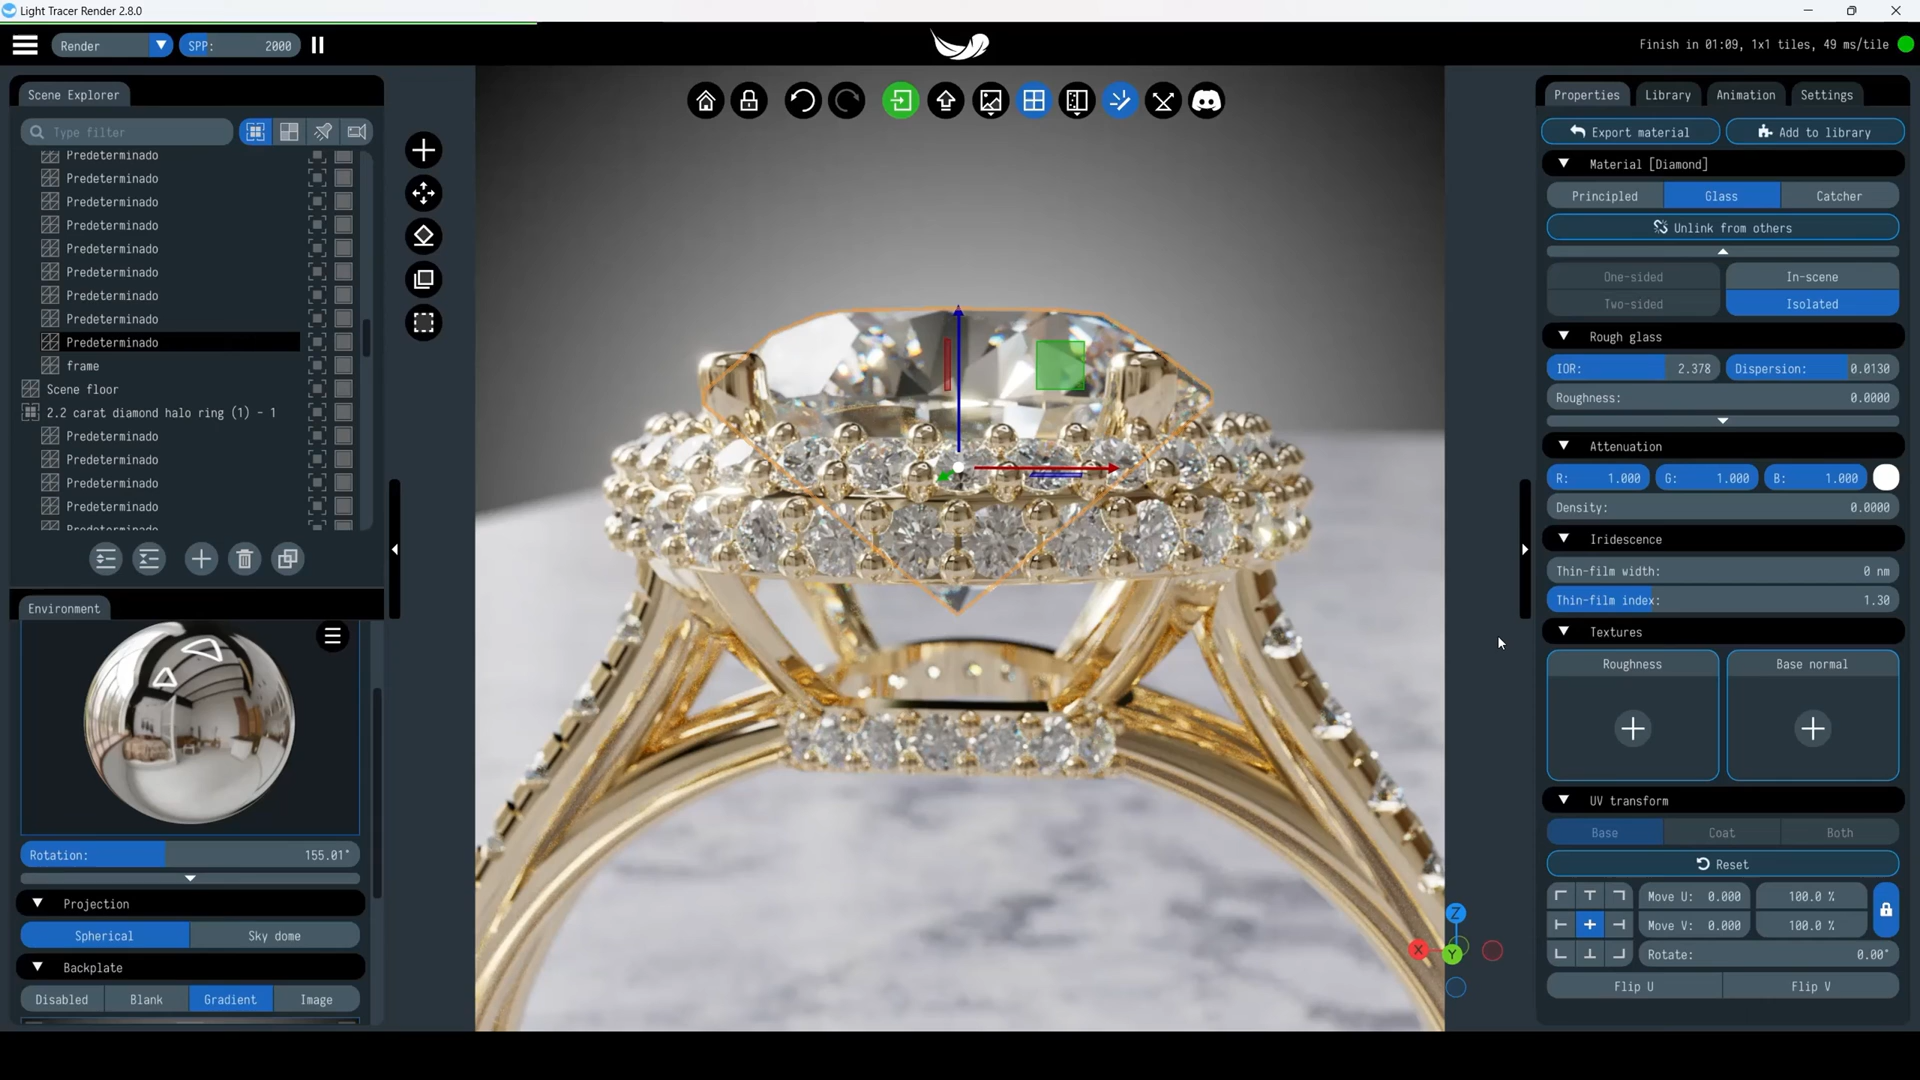 Light Tracer Render 2.8.0
Render
SPP: 2000
Finish in 01:09, 1x1 tiles, 49 ms/tile
Scene Explorer
Type filter
Predeterminado
Predeterminado
Predeterminado
Predeterminado
Predeterminado
Predeterminado
Predeterminado
Predeterminado
Predeterminado
frame
Scene floor
2.2 carat diamond halo ring (1) - 1
Predeterminado
Predeterminado
Predeterminado
Predeterminado
Predeterminado
Environment
Rotation: 155.01°
Projection
Spherical Sky dome
Backplate
Disabled Blank Gradient Image
Z
X
Y
Properties Library Animation Settings
Export material Add to library
Material [Diamond]
Principled Glass Catcher
Unlink from others
One-sided In-scene
Two-sided Isolated
Rough glass
IOR: 2.378 Dispersion: 0.0130
Roughness: 0.0000
Attenuation
R: 1.000 G: 1.000 B: 1.000
Density: 0.0000
Iridescence
Thin-film width: 0 nm
Thin-film index: 1.30
Textures
Roughness Base normal
UV transform
Base Coat Both
Reset
Move U: 0.000 100.0 %
Move V: 0.000 100.0 %
Rotate: 0.00°
Flip U Flip V